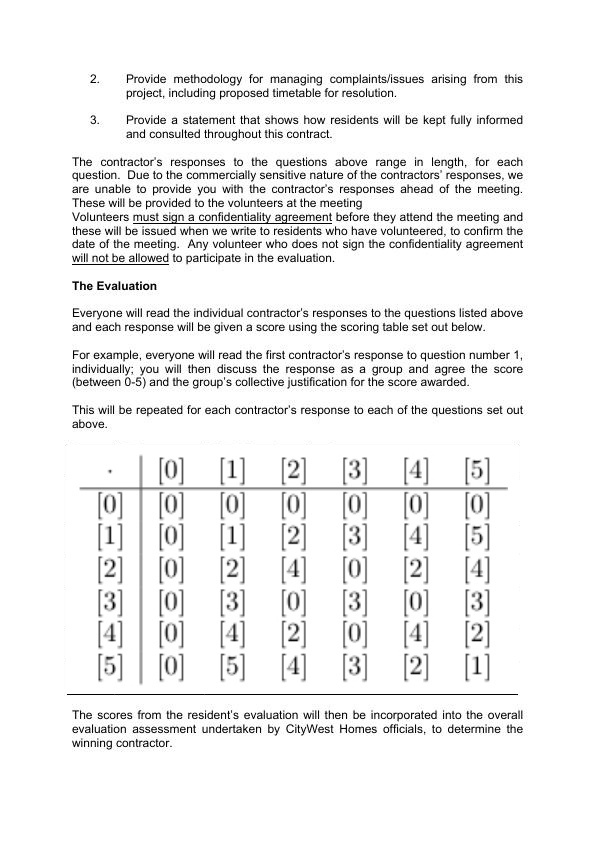 2. Provide methodology for managing complaints/issues arising from this
project, including proposed timetable for resolution.
3. Provide a statement that shows how residents will be kept fully informed
and consulted throughout this contract.
The contractor's responses to the questions above range in length, for each
question. Due to the commercially sensitive nature of the contractors' responses, we
are unable to provide you with the contractor's responses ahead of the meeting.
These will be provided to the volunteers at the meeting
Volunteers must sign a confidentiality agreement before they attend the meeting and
these will be issued when we write to residents who have volunteered, to confirm the
date of the meeting. Any volunteer who does not sign the confidentiality agreement
will not be allowed to participate in the evaluation.
The Evaluation
Everyone will read the individual contractor's responses to the questions listed above
and each response will be given a score using the scoring table set out below.
For example, everyone will read the first contractor's response to question number 1,
individually; you will then discuss the response as a group and agree the score
(between 0-5) and the group's collective justification for the score awarded.
This will be repeated for each contractor's response to each of the questions set out
above.
· [0] [1] [2] [3] [4] [5]
[0] [0] [0] [0] [0] [0] [0]
[1] [0] [1] [2] [3] [4] [5]
[2] [0] [2] [4] [0] [2] [4]
[3] [0] [3] [0] [3] [0] [3]
[4] [0] [4] [2] [0] [4] [2]
[5] [0] [5] [4] [3] [2] [1]
The scores from the resident's evaluation will then be incorporated into the overall
evaluation assessment undertaken by CityWest Homes officials, to determine the
winning contractor.